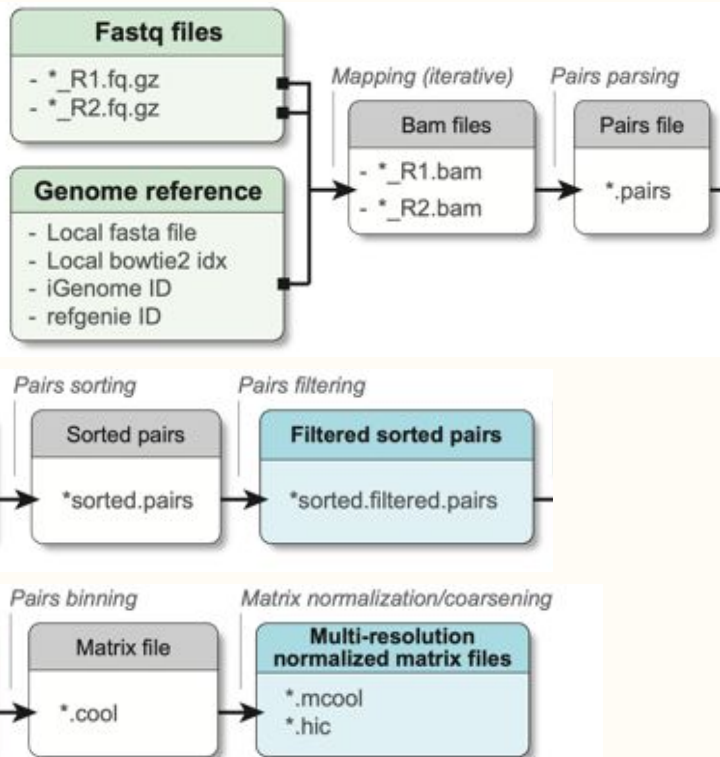 Fastq files
- *_R1.fq.gz
- *_R2.fq.gz
Genome reference
- Local fasta file
- Local bowtie2 idx
- iGenome ID
- refgenie ID
Mapping (iterative)
Bam files
- *_R1.bam
- *_R2.bam
Pairs parsing
Pairs file
*.pairs
Pairs sorting
Sorted pairs
*sorted.pairs
Pairs filtering
Filtered sorted pairs
*sorted.filtered.pairs
Pairs binning
Matrix file
*.cool
Matrix normalization/coarsening
Multi-resolution
normalized matrix files
*.mcool
*.hic